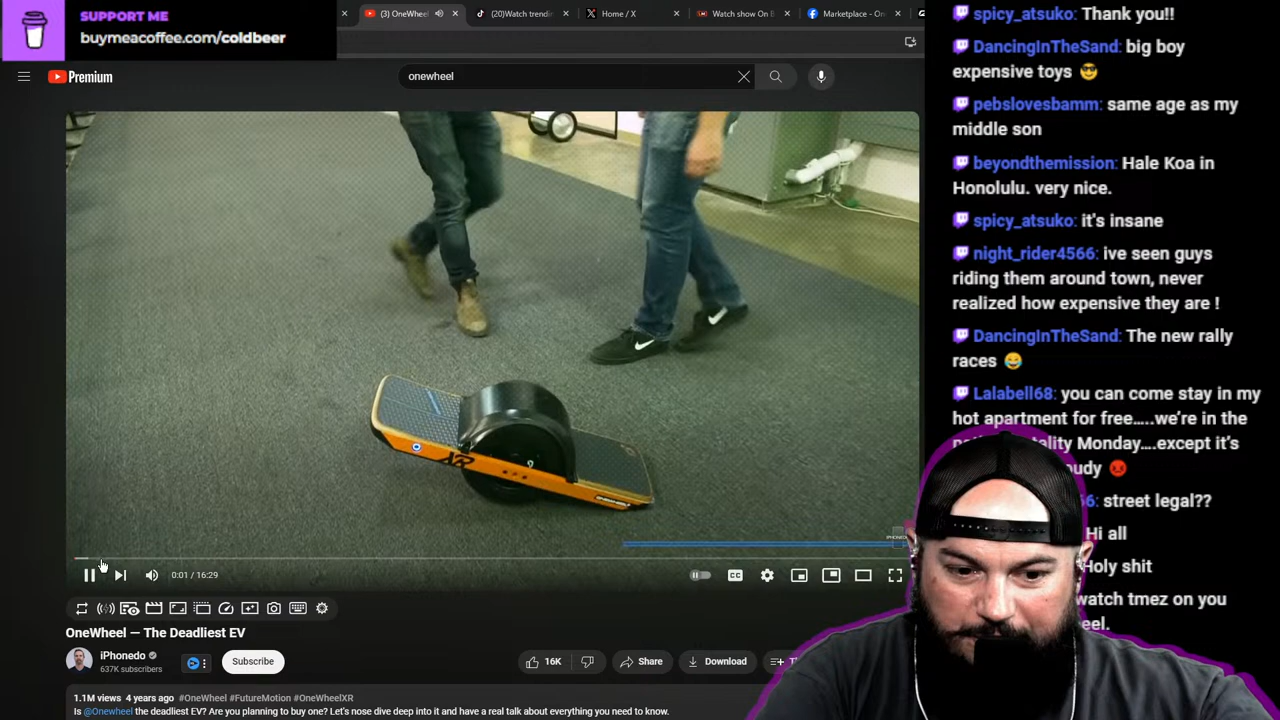 SUPPORT ME
buymeacoffee.com/coldbeer
(3) OneWheel
(20)Watch trendi
Home / X
Watoshow On
Marketplace - On
Premium
onewheel
XR
0:01 / 16:29
CC
OneWheel — The Deadliest EV
iPhonedo
637K subscribers
Subscribe
16K
Share
Download
1.1M views 4 years ago #OneWheel #FutureMotion #OneWheelXR
Is @Onewheel the deadliest EV? Are you planning to buy one? Let's nose dive deep into it and have a real talk about everything you need to know.
spicy_atsuko: Thank you!!
DancingInTheSand: big boy
expensive toys 😎
pebslovesbamm: same age as my
middle son
beyondthemission: Hale Koa in
Honolulu. very nice.
spicy_atsuko: it's insane
night_rider4566: ive seen guys
riding them around town, never
realized how expensive they are !
DancingInTheSand: The new rally
races 😂
Lalabell68: you can come stay in my
hot apartment for free.....we're in the
Monday....except it's
😡
66: street legal??
Hi all
Holy shit
watch tmez on you